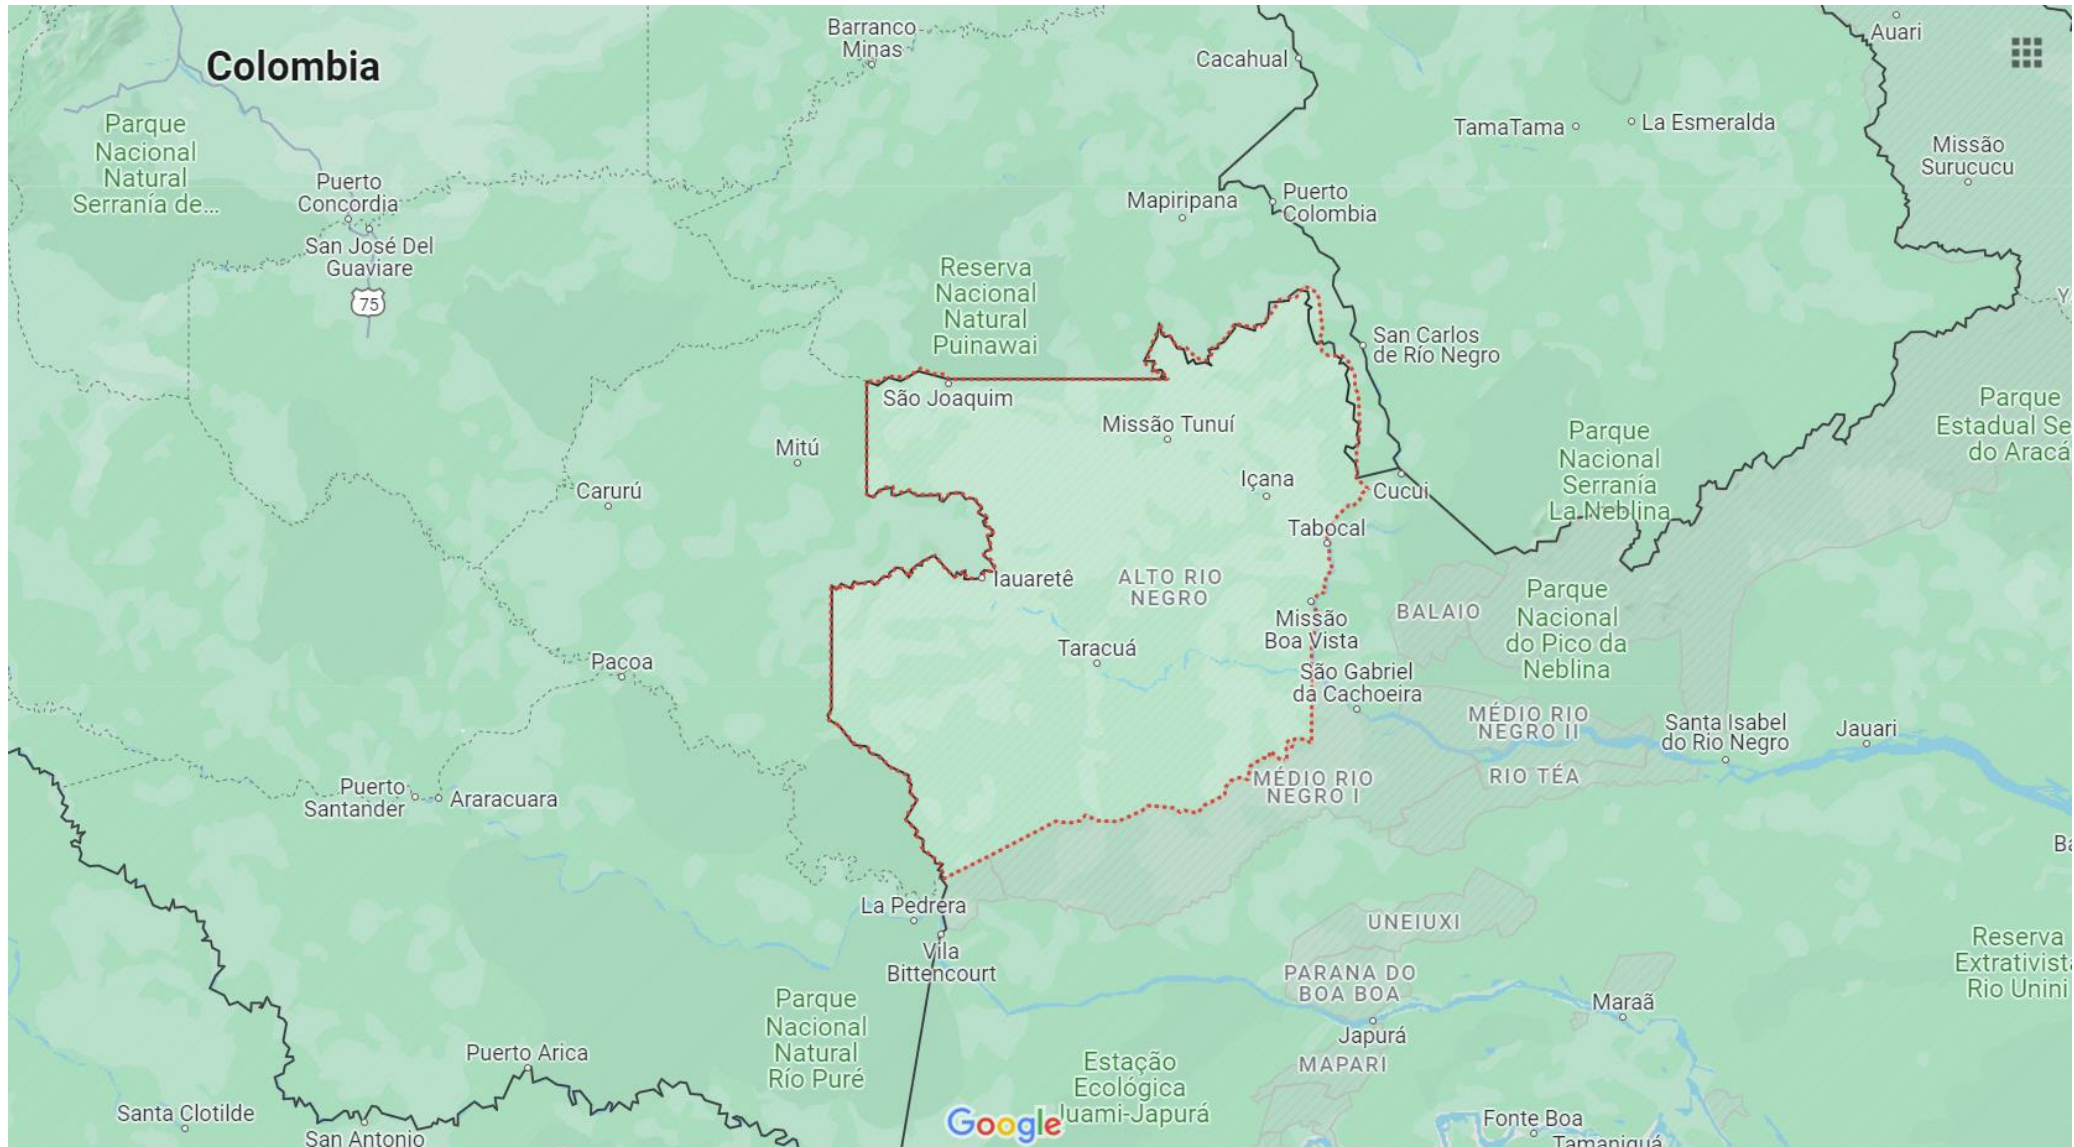 Barranco
Minas
Auari
Cacahual
Colombia
Parque
Nacional
Natural
Serranía de...
TamaTama
La Esmeralda
Missão
Surucucu
Puerto
Concordia
Mapiripana
Puerto
Colombia
San José Del
Guaviare
75
Reserva
Nacional
Natural
Puinawai
Y
San Carlos
de Río Negro
São Joaquim
Missão Tunuí
Parque
Estadual Se
do Aracá
Mitú
Parque
Nacional
Serranía
La Neblina
Carurú
Içana
Cucui
Tabocal
Iauaretê
ALTO RIO
NEGRO
BALAIO
Parque
Nacional
do Pico da
Neblina
Missão
Boa Vista
Taracuá
Pacoa
São Gabriel
da Cachoeira
MÉDIO RIO
NEGRO II
Santa Isabel
do Rio Negro
Jauari
RIO TÉA
MÉDIO RIO
NEGRO I
Puerto
Santander
Araracuara
Ba
La Pedrera
UNEIUXI
Vila
Bittencourt
Reserva
Extrativista
Rio Unini
PARANA DO
BOA BOA
Maraã
Parque
Nacional
Natural
Río Puré
Japurá
Puerto Arica
MAPARI
Estação
Ecológica
Juami-Japurá
Santa Clotilde
Google
Fonte Boa
San Antonio
Tamaniquá